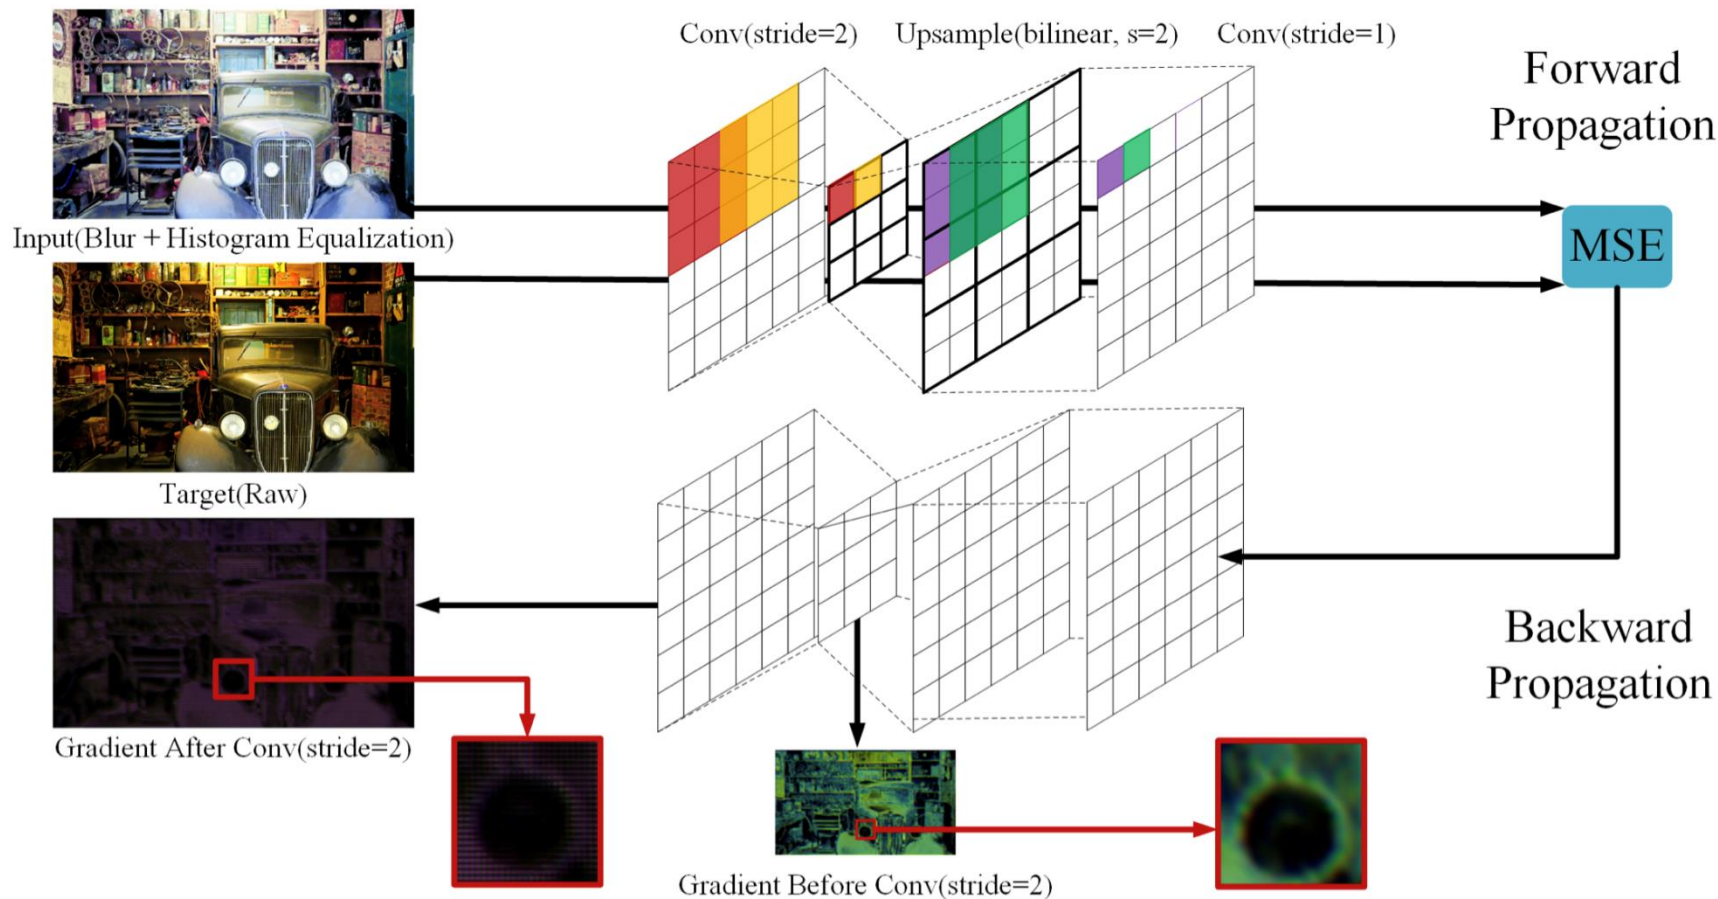 Conv(stride=2)
Upsample(bilinear, s=2)
Conv(stride=1)
Forward
Propagation
Input(Blur + Histogram Equalization)
MSE
Target(Raw)
Backward
Propagation
Gradient After Conv(stride=2)
Gradient Before Conv(stride=2)